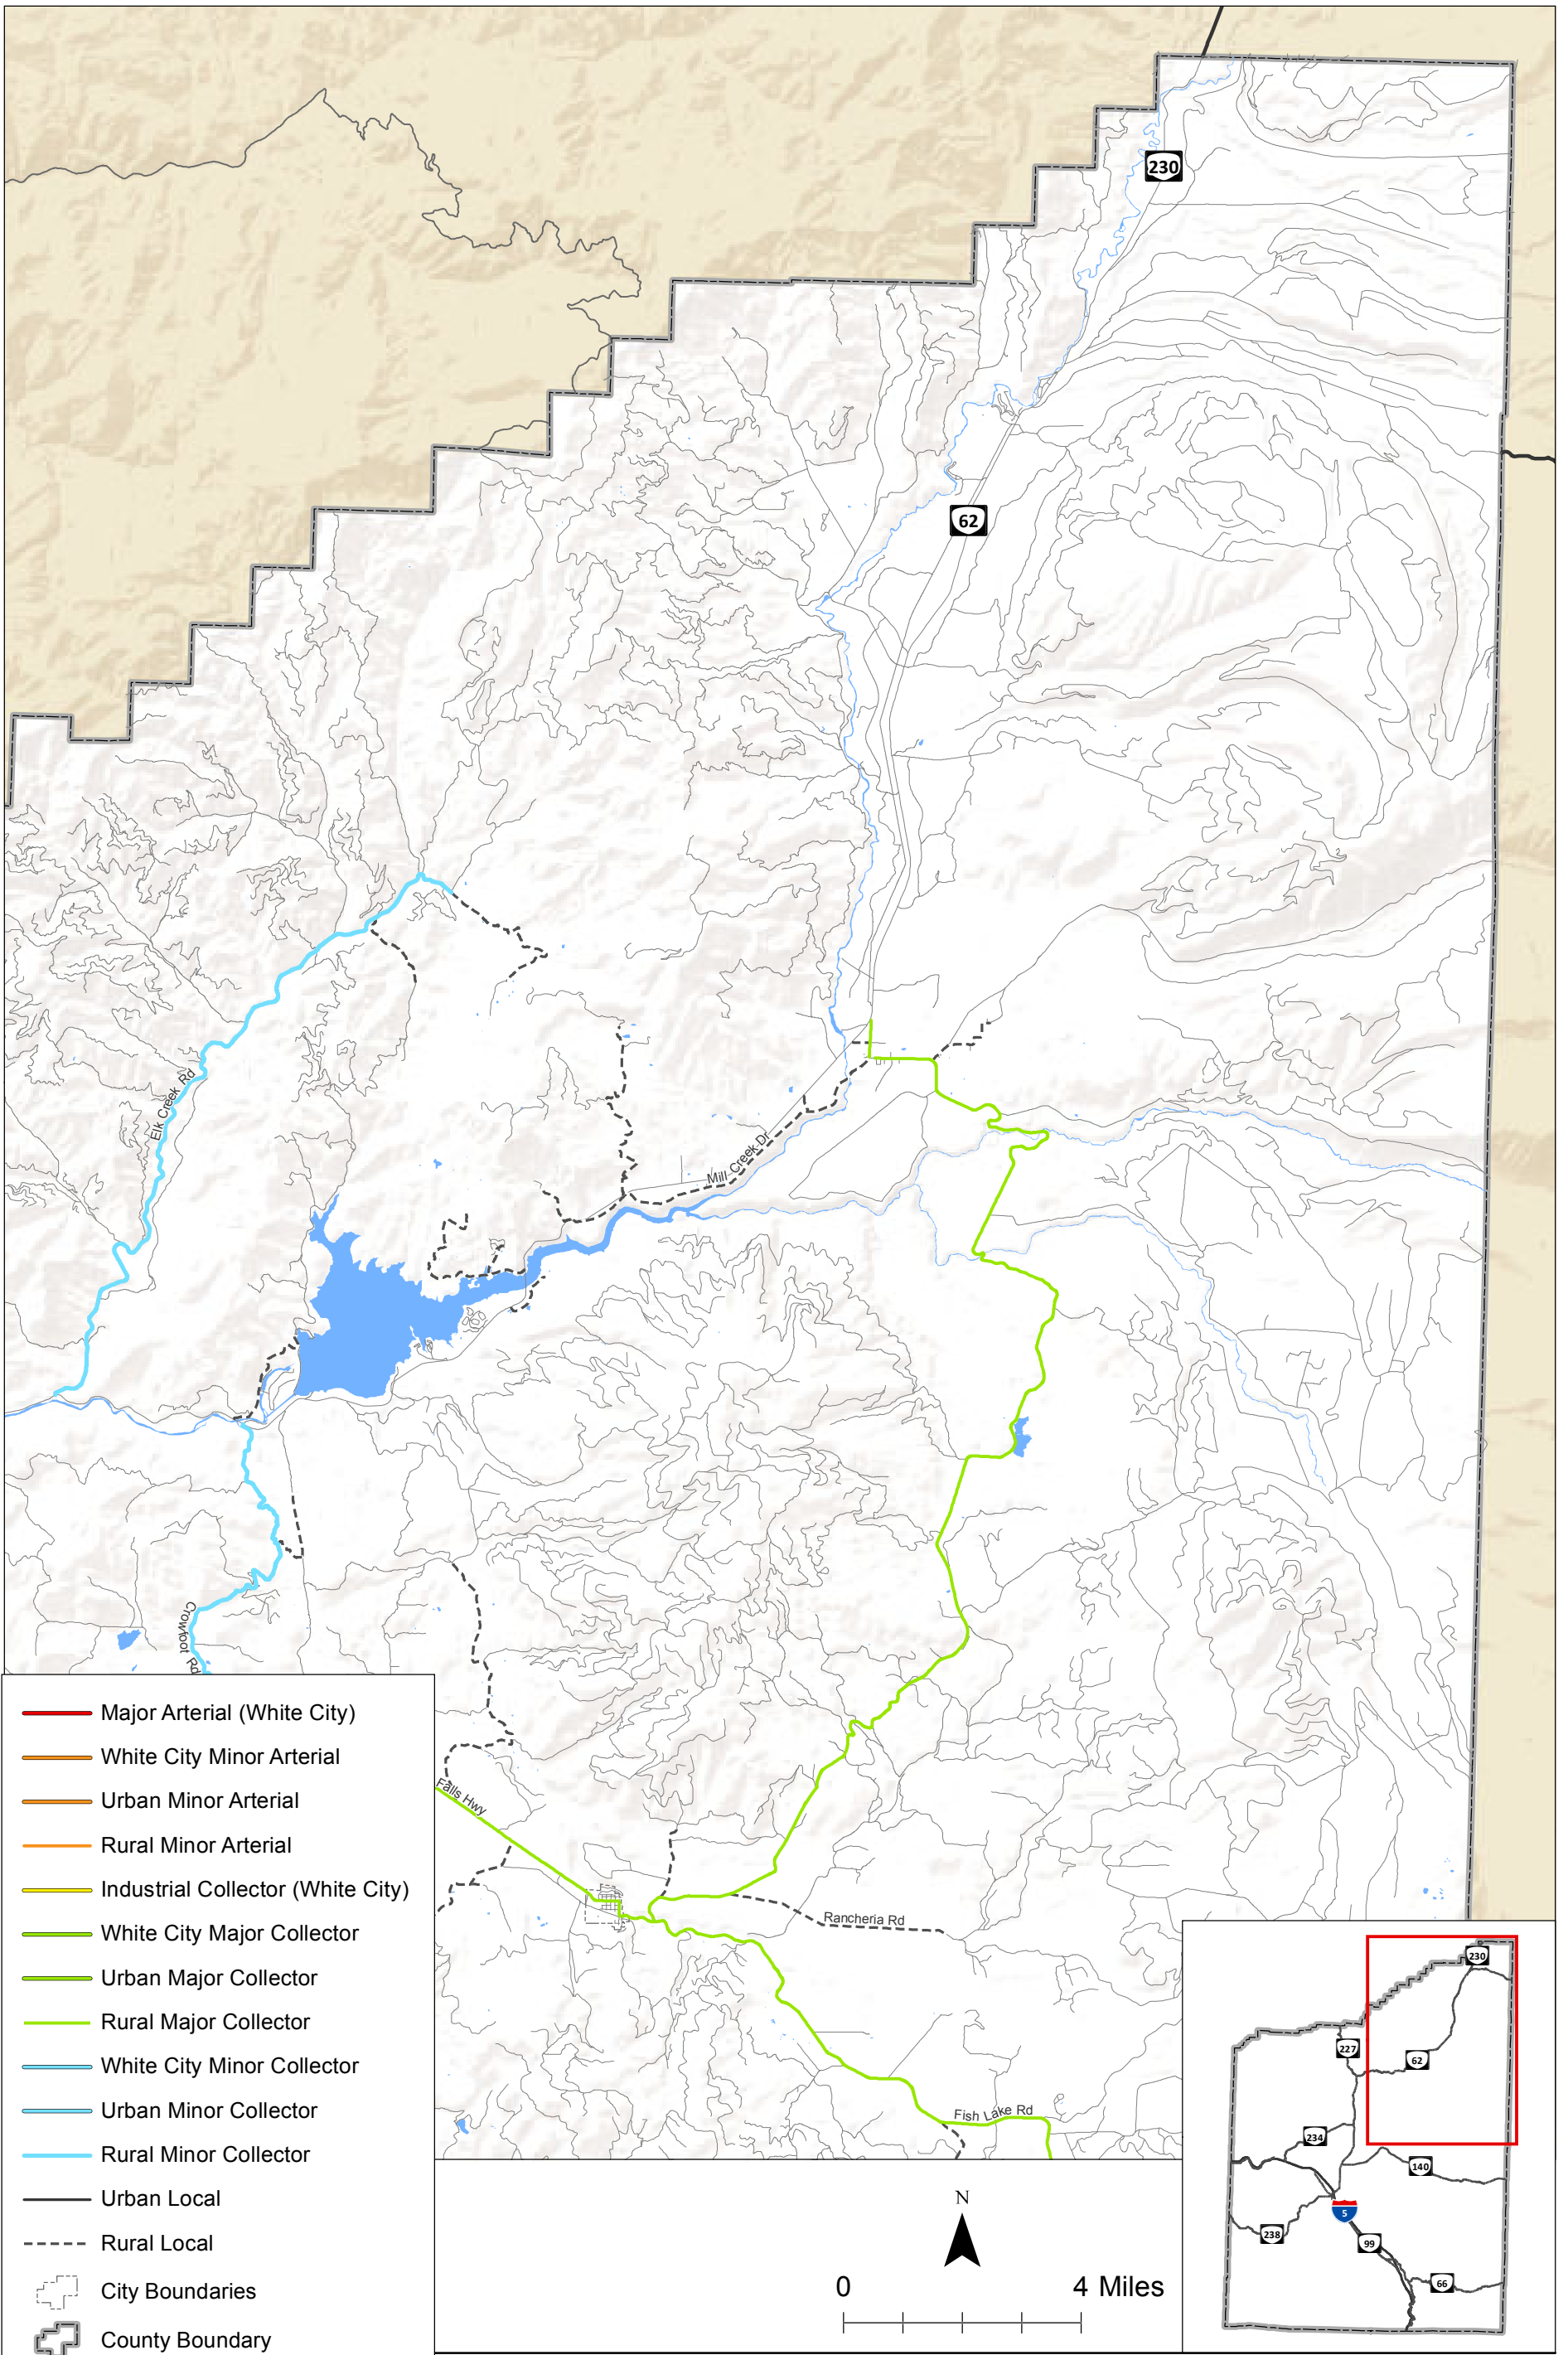 230
62
Elk Creek Rd
Mill Creek Dr
Crowfoot Rd
Falls Hwy
Rancheria Rd
Fish Lake Rd
Major Arterial (White City)
White City Minor Arterial
Urban Minor Arterial
Rural Minor Arterial
Industrial Collector (White City)
White City Major Collector
Urban Major Collector
Rural Major Collector
White City Minor Collector
Urban Minor Collector
Rural Minor Collector
Urban Local
Rural Local
City Boundaries
County Boundary
N
0 4 Miles
230
227
62
234
140
5
238
99
66